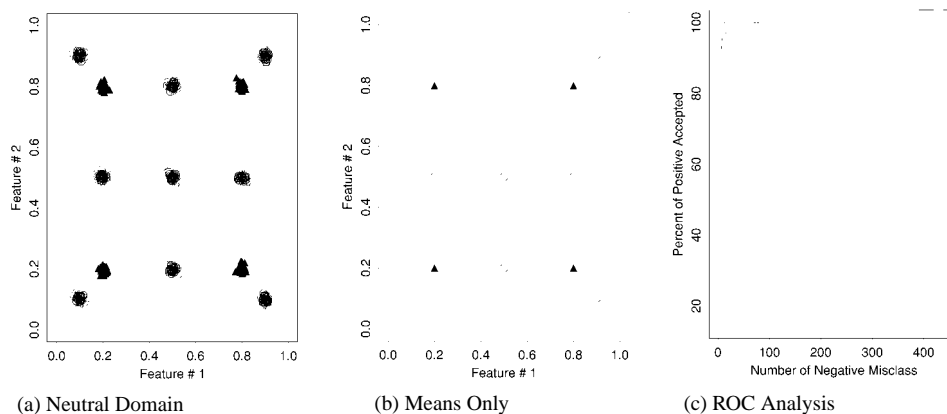 1.0
0.8
0.6
0.4
0.2
0.0
Feature # 2
0.0 0.2 0.4 0.6 0.8 1.0
Feature # 1
(a) Neutral Domain
1.0
0.8
0.6
0.4
0.2
0.0
Feature # 2
0.0 0.2 0.4 0.6 0.8 1.0
Feature # 1
(b) Means Only
100
80
60
40
20
Percent of Positive Accepted
0 100 200 300 400
Number of Negative Misclass
(c) ROC Analysis